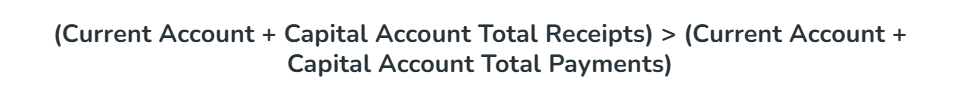 (Current Account + Capital Account Total Receipts) > (Current Account +
Capital Account Total Payments)